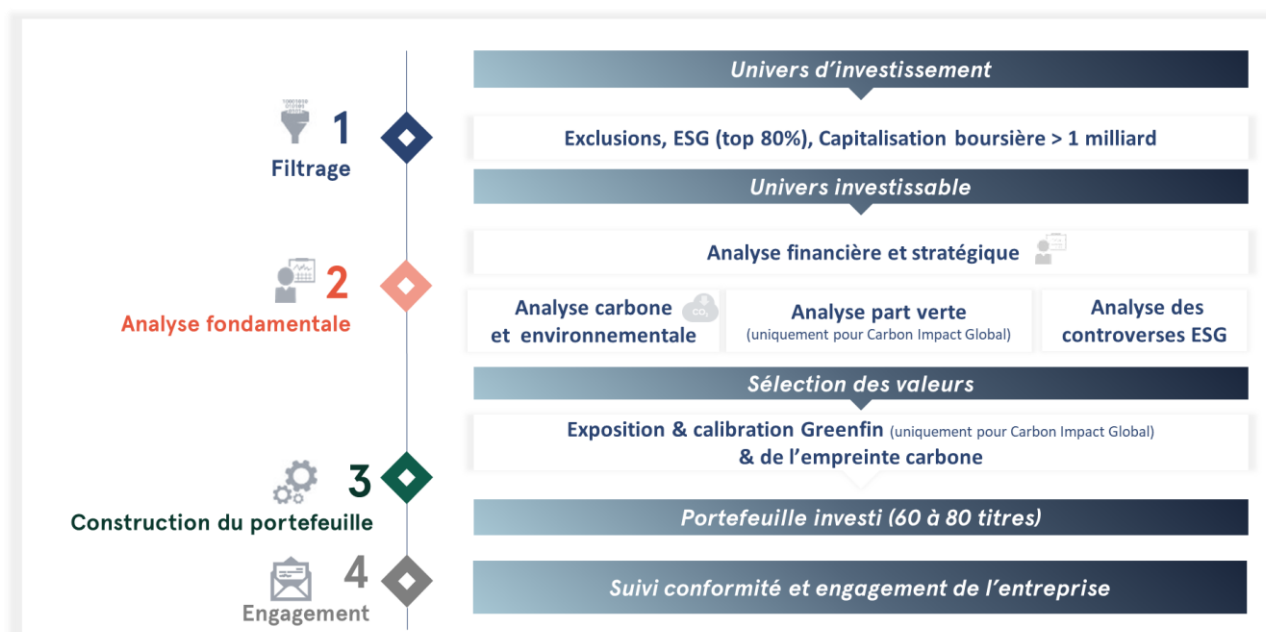 Univers d'investissement
1
Filtrage
Exclusions, ESG (top 80%), Capitalisation boursière > 1 milliard
Univers investissable
2
Analyse fondamentale
Analyse financière et stratégique
Analyse carbone
et environnementale
CO₂
Analyse part verte
(uniquement pour Carbon Impact Global)
Analyse des
controverses ESG
Sélection des valeurs
3
Construction du portefeuille
Exposition & calibration Greenfin (uniquement pour Carbon Impact Global)
& de l'empreinte carbone
Portefeuille investi (60 à 80 titres)
4
Engagement
Suivi conformité et engagement de l'entreprise